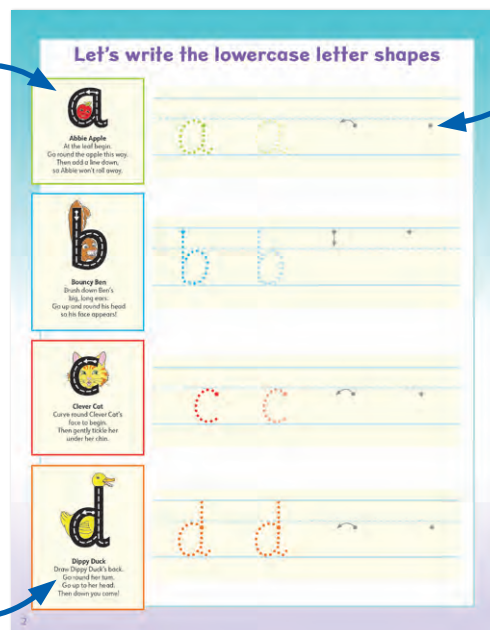 Let's write the lowercase letter shapes
a
Abbie Apple
At the leaf begin.
Go round the apple this way.
Then add a line down,
so Abbie won't roll away.
a a
b
Bouncy Ben
Brush down Ben's
big, long ears.
Go up and round his head
so his face appears!
b b
c
Clever Cat
Curve round Clever Cat's
face to begin.
Then gently tickle her
under her chin.
c c
d
Dippy Duck
Draw Dippy Duck's back.
Go round her tum.
Go up to her head.
Then down you come!
d d
2